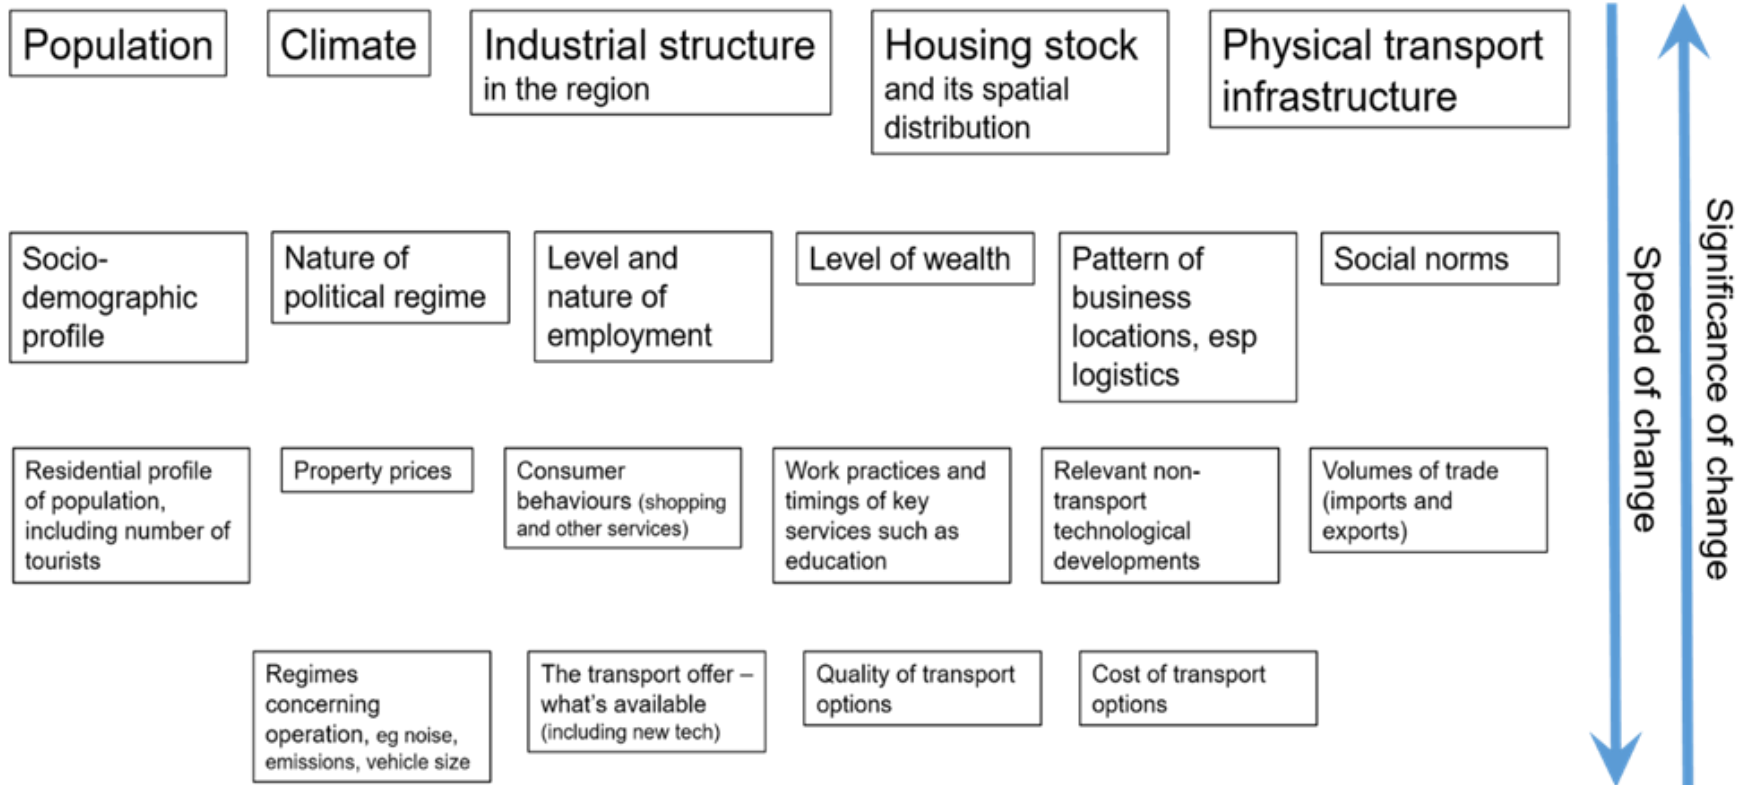 Population
Climate
Industrial structure
in the region
Housing stock
and its spatial
distribution
Physical transport
infrastructure
Socio-
demographic
profile
Nature of
political regime
Level and
nature of
employment
Level of wealth
Pattern of
business
locations, esp
logistics
Social norms
Residential profile
of population,
including number of
tourists
Property prices
Consumer
behaviours (shopping
and other services)
Work practices and
timings of key
services such as
education
Relevant non-
transport
technological
developments
Volumes of trade
(imports and
exports)
Regimes
concerning
operation, eg noise,
emissions, vehicle size
The transport offer –
what's available
(including new tech)
Quality of transport
options
Cost of transport
options
Speed of change
Significance of change